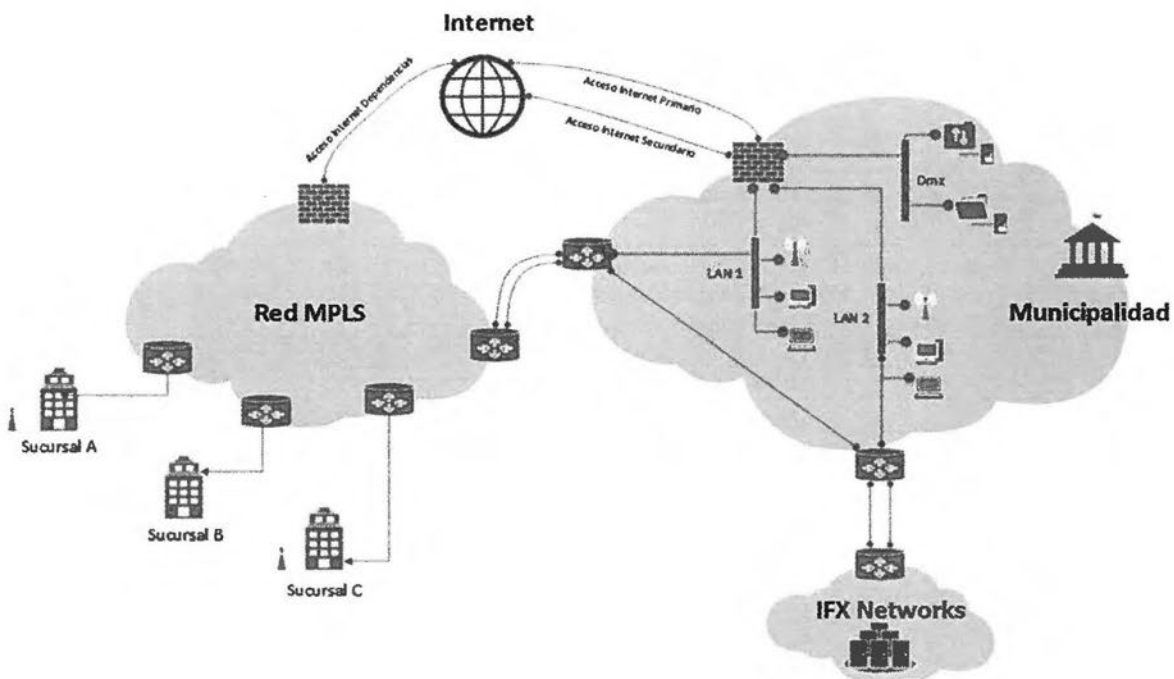 Internet
Acceso Internet Dependencias
Acceso Internet Primario
Acceso Internet Secundario
Dmz
LAN 1
LAN 2
Municipalidad
Red MPLS
Sucursal A
Sucursal B
Sucursal C
IFX Networks